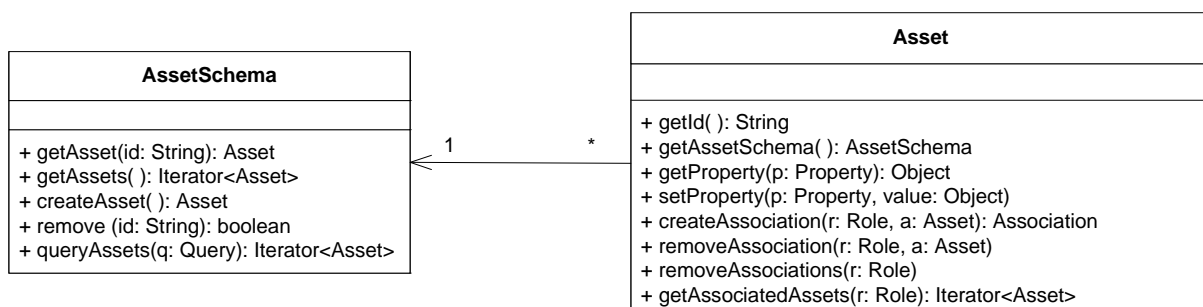 AssetSchema
+ getAsset(id: String): Asset
+ getAssets( ): Iterator<Asset>
+ createAsset( ): Asset
+ remove (id: String): boolean
+ queryAssets(q: Query): Iterator<Asset>
1
*
Asset
+ getId( ): String
+ getAssetSchema( ): AssetSchema
+ getProperty(p: Property): Object
+ setProperty(p: Property, value: Object)
+ createAssociation(r: Role, a: Asset): Association
+ removeAssociation(r: Role, a: Asset)
+ removeAssociations(r: Role)
+ getAssociatedAssets(r: Role): Iterator<Asset>